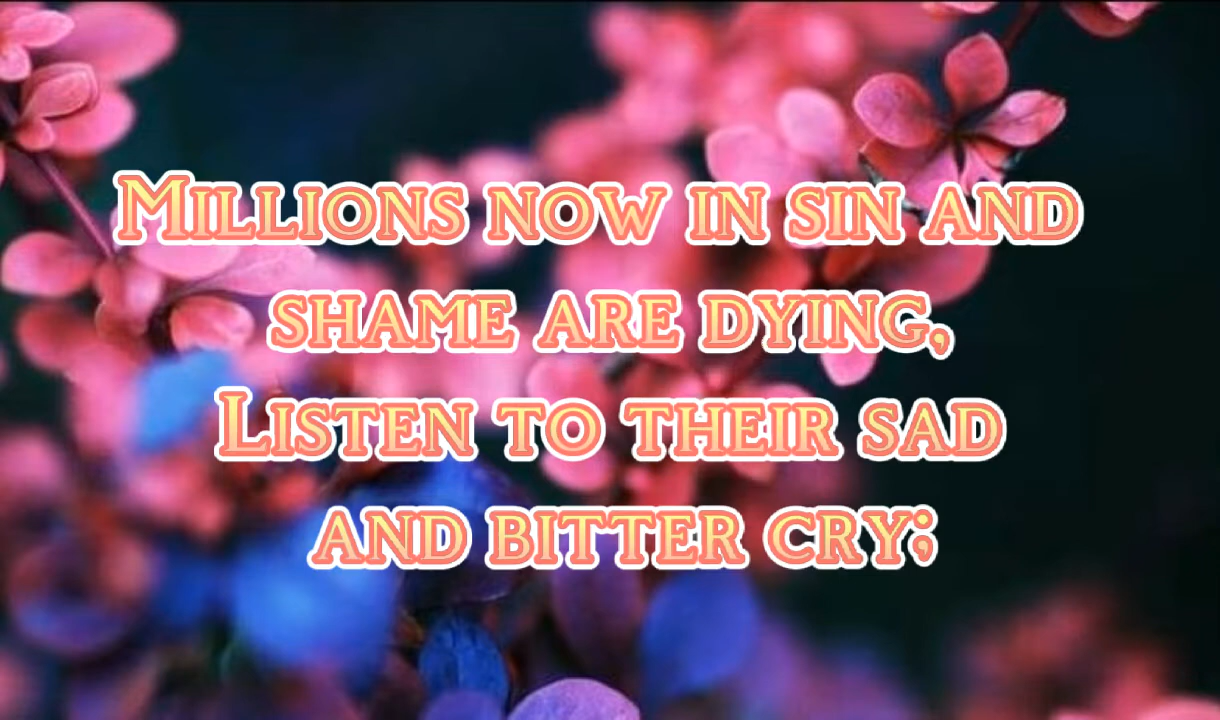 Millions now in sin and
shame are dying,
Listen to their sad
and bitter cry;